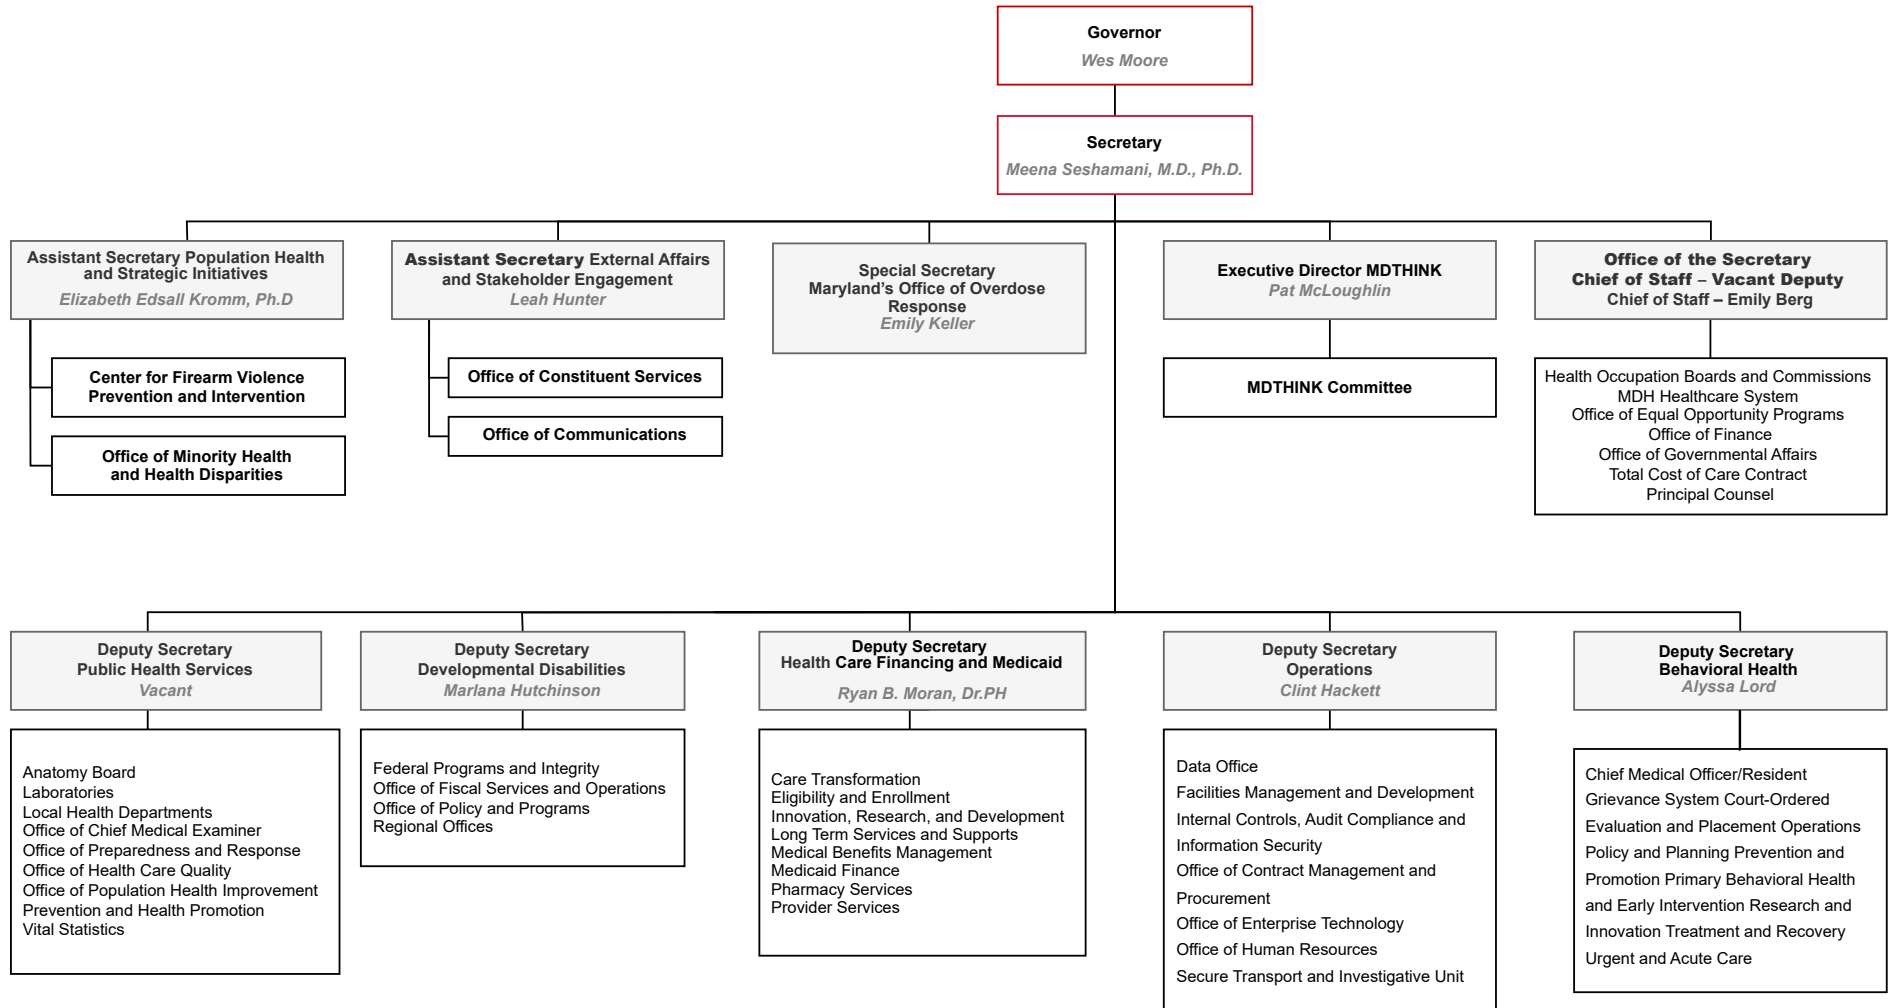 Governor
Wes Moore
Secretary
Meena Seshamani, M.D., Ph.D.
Assistant Secretary Population Health
and Strategic Initiatives
Elizabeth Edsall Kromm, Ph.D
Assistant Secretary External Affairs
and Stakeholder Engagement
Leah Hunter
Special Secretary
Maryland’s Office of Overdose
Response
Emily Keller
Executive Director MDTHINK
Pat McLoughlin
Office of the Secretary
Chief of Staff – Vacant Deputy
Chief of Staff – Emily Berg
Center for Firearm Violence
Prevention and Intervention
Office of Minority Health
and Health Disparities
Office of Constituent Services
Office of Communications
MDTHINK Committee
Health Occupation Boards and Commissions
MDH Healthcare System
Office of Equal Opportunity Programs
Office of Finance
Office of Governmental Affairs
Total Cost of Care Contract
Principal Counsel
Deputy Secretary
Public Health Services
Vacant
Deputy Secretary
Developmental Disabilities
Marlana Hutchinson
Deputy Secretary
Health Care Financing and Medicaid
Ryan B. Moran, Dr.PH
Deputy Secretary
Operations
Clint Hackett
Deputy Secretary
Behavioral Health
Alyssa Lord
Anatomy Board
Laboratories
Local Health Departments
Office of Chief Medical Examiner
Office of Preparedness and Response
Office of Health Care Quality
Office of Population Health Improvement
Prevention and Health Promotion
Vital Statistics
Federal Programs and Integrity
Office of Fiscal Services and Operations
Office of Policy and Programs
Regional Offices
Care Transformation
Eligibility and Enrollment
Innovation, Research, and Development
Long Term Services and Supports
Medical Benefits Management
Medicaid Finance
Pharmacy Services
Provider Services
Data Office
Facilities Management and Development
Internal Controls, Audit Compliance and
Information Security
Office of Contract Management and
Procurement
Office of Enterprise Technology
Office of Human Resources
Secure Transport and Investigative Unit
Chief Medical Officer/Resident
Grievance System Court-Ordered
Evaluation and Placement Operations
Policy and Planning Prevention and
Promotion Primary Behavioral Health
and Early Intervention Research and
Innovation Treatment and Recovery
Urgent and Acute Care